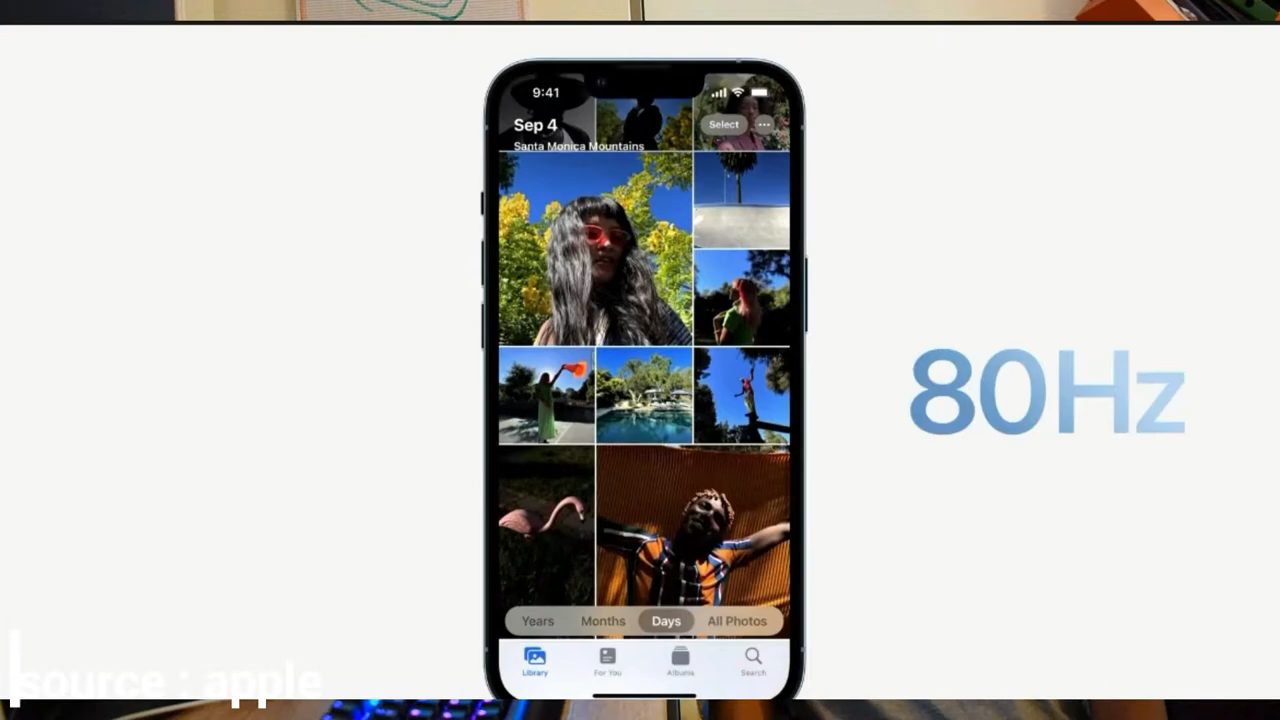 9:41
Sep 4
Select
Santa Monica Mountains
80Hz
Years Months Days All Photos
Library For You Albums Search
source : apple